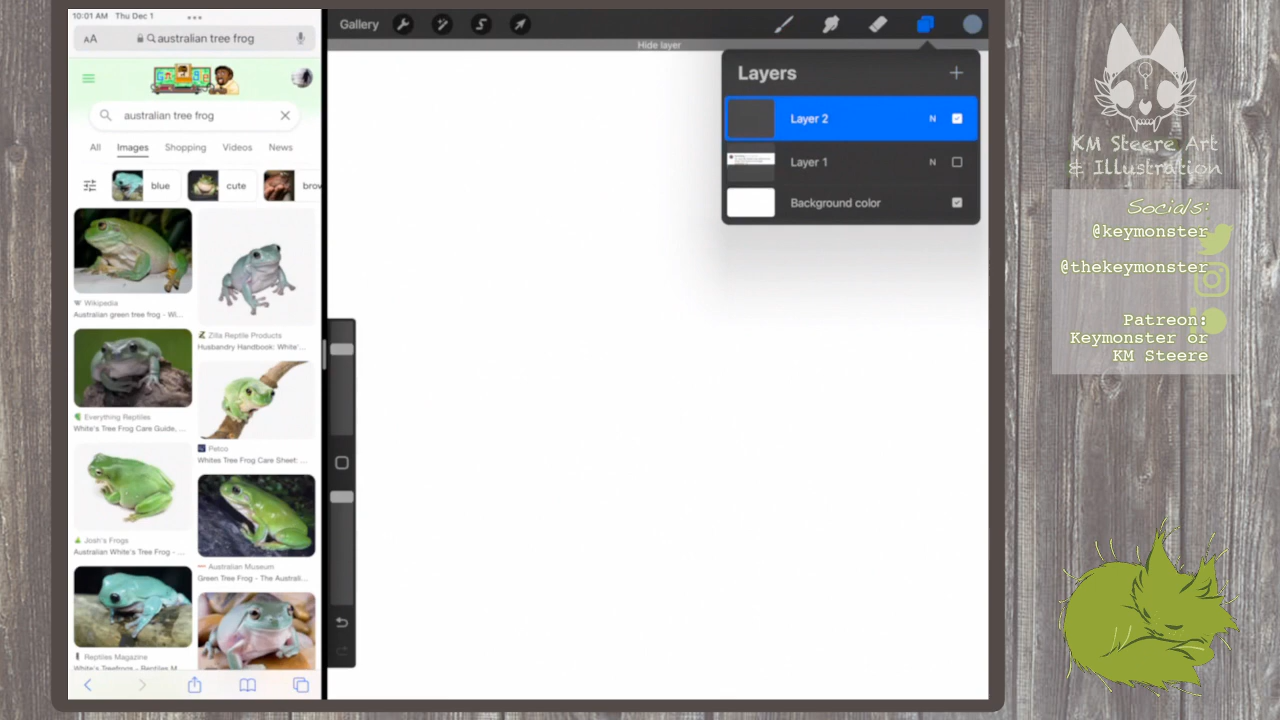 10:01 AM Thu Dec 1
AA
australian tree frog
australian tree frog
All Images Shopping Videos News
blue cute brow
Wikipedia
Australian green tree frog - Wi...
Zilla Reptile Products
Husbandry Handbook: White'...
Everything Reptiles
White's Tree Frog Care Guide, ...
Petco
Whites Tree Frog Care Sheet: ...
Josh's Frogs
Australian White's Tree Frog - ...
Australian Museum
Green Tree Frog - The Australi...
Reptiles Magazine
White's Treefrogs - Reptiles M...
Gallery
Hide layer
Layers
Layer 2 N
Layer 1 N
Background color
KM Steere Art
& Illustration
Socials:
@keymonster
@thekeymonster
Patreon:
Keymonster or
KM Steere